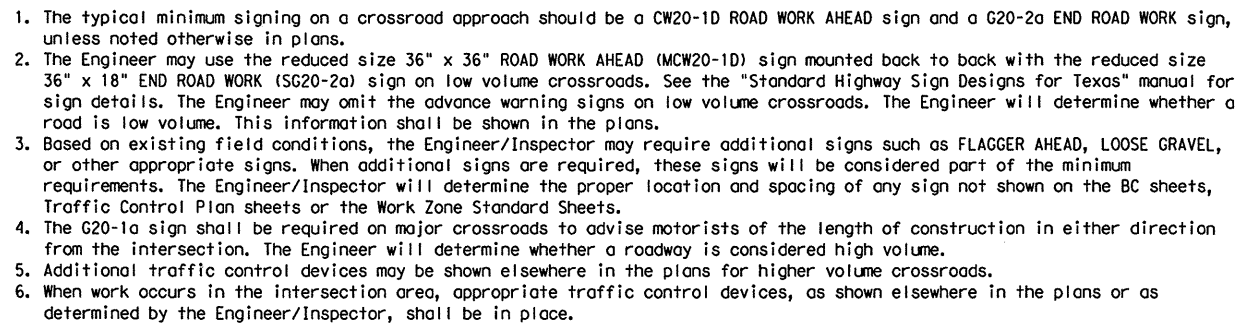 1. The typical minimum signing on a crossroad approach should be a CW20-1D ROAD WORK AHEAD sign and a G20-2a END ROAD WORK sign,
unless noted otherwise in plans.
2. The Engineer may use the reduced size 36" x 36" ROAD WORK AHEAD (MCW20-1D) sign mounted back to back with the reduced size
36" x 18" END ROAD WORK (SG20-2a) sign on low volume crossroads. See the "Standard Highway Sign Designs for Texas" manual for
sign details. The Engineer may omit the advance warning signs on low volume crossroads. The Engineer will determine whether a
road is low volume. This information shall be shown in the plans.
3. Based on existing field conditions, the Engineer/Inspector may require additional signs such as FLAGGER AHEAD, LOOSE GRAVEL,
or other appropriate signs. When additional signs are required, these signs will be considered part of the minimum
requirements. The Engineer/Inspector will determine the proper location and spacing of any sign not shown on the BC sheets,
Traffic Control Plan sheets or the Work Zone Standard Sheets.
4. The G20-1a sign shall be required on major crossroads to advise motorists of the length of construction in either direction
from the intersection. The Engineer will determine whether a roadway is considered high volume.
5. Additional traffic control devices may be shown elsewhere in the plans for higher volume crossroads.
6. When work occurs in the intersection area, appropriate traffic control devices, as shown elsewhere in the plans or as
determined by the Engineer/Inspector, shall be in place.